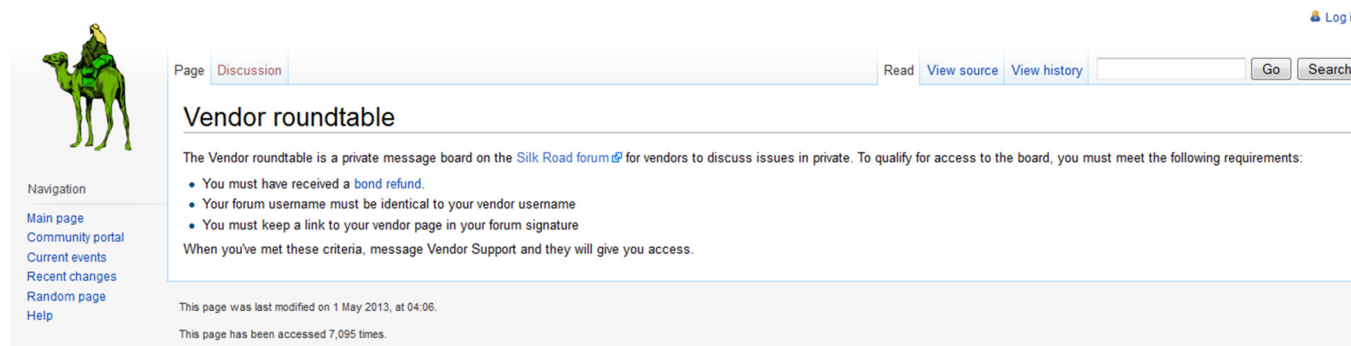 Log i
Page Discussion Read View source View history Go Search
Vendor roundtable
The Vendor roundtable is a private message board on the Silk Road forum for vendors to discuss issues in private. To qualify for access to the board, you must meet the following requirements:
You must have received a bond refund.
Your forum username must be identical to your vendor username
You must keep a link to your vendor page in your forum signature
When you've met these criteria, message Vendor Support and they will give you access.
Navigation
Main page
Community portal
Current events
Recent changes
Random page
Help
This page was last modified on 1 May 2013, at 04:06.
This page has been accessed 7,095 times.